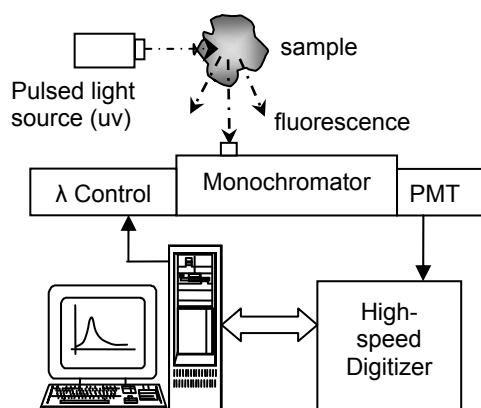 sample
Pulsed light
source (uv)
fluorescence
λ Control
Monochromator
PMT
High-
speed
Digitizer